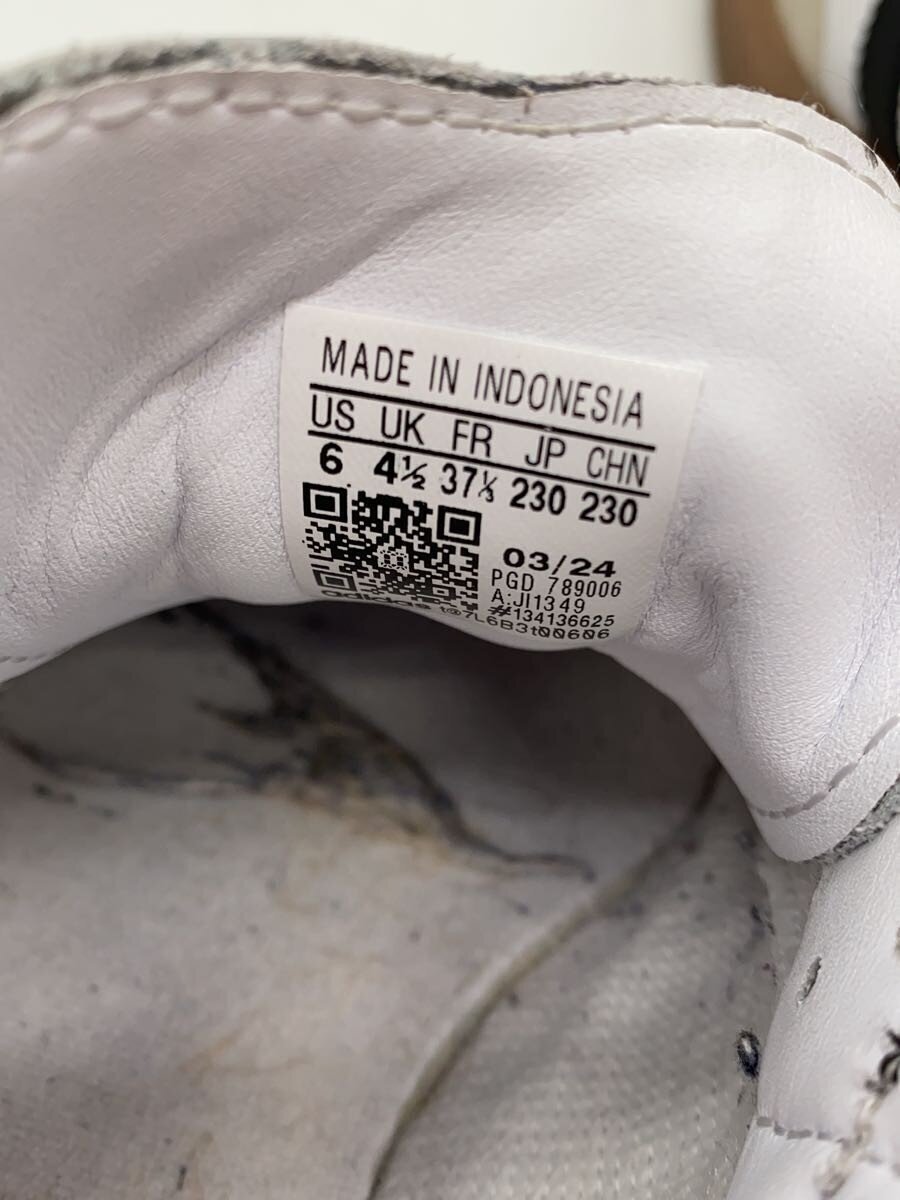 MADE IN INDONESIA
US UK FR JP CHN
6 4½ 37⅓ 230 230
03/24
PGD 789006
A:JI1349
#134136625
adidas t@7L6B3t00606